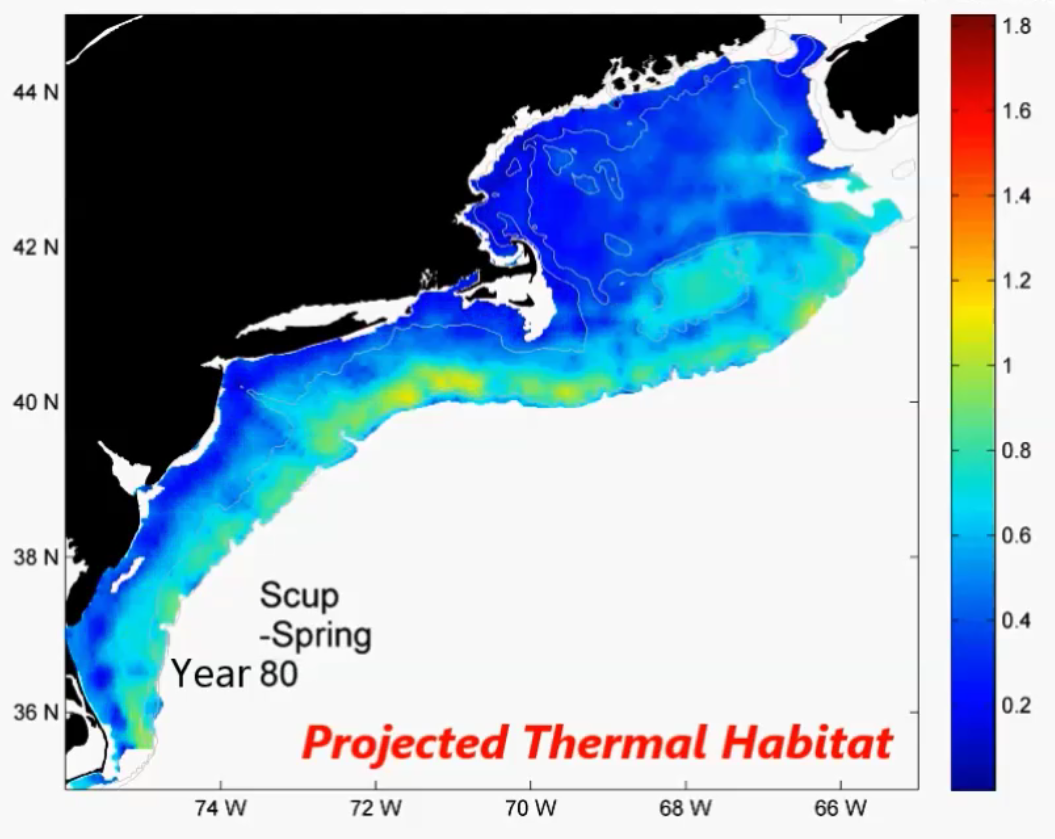 1.8
44 N
1.6
1.4
42 N
1.2
1
40 N
0.8
0.6
38 N
Scup
-Spring
0.4
Year 80
0.2
36 N
Projected Thermal Habitat
74 W 72 W 70 W 68 W 66 W